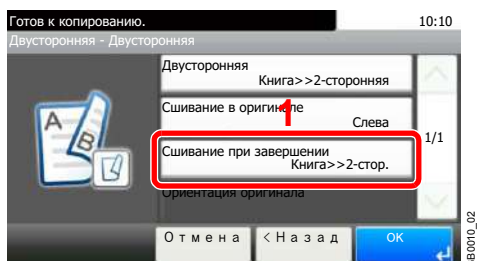 Готов к копированию.
10:10
Двусторонняя - Двусторонняя
Двусторонняя
Книга>>2-сторонняя
Сшивание в оригинале
Слева
1
1/1
Сшивание при завершении
Книга>>2-стор.
Ориентация оригинала
A
B
Отмена
<Назад
ОК
B0010_02